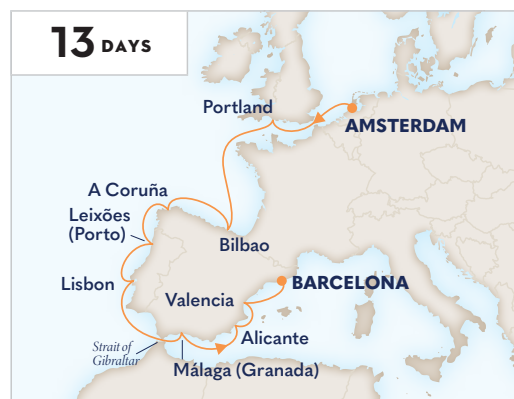 13 DAYS
Portland
AMSTERDAM
A Coruña
Leixões
(Porto)
Bilbao
Lisbon
BARCELONA
Valencia
Alicante
Strait of
Gibraltar
Málaga (Granada)